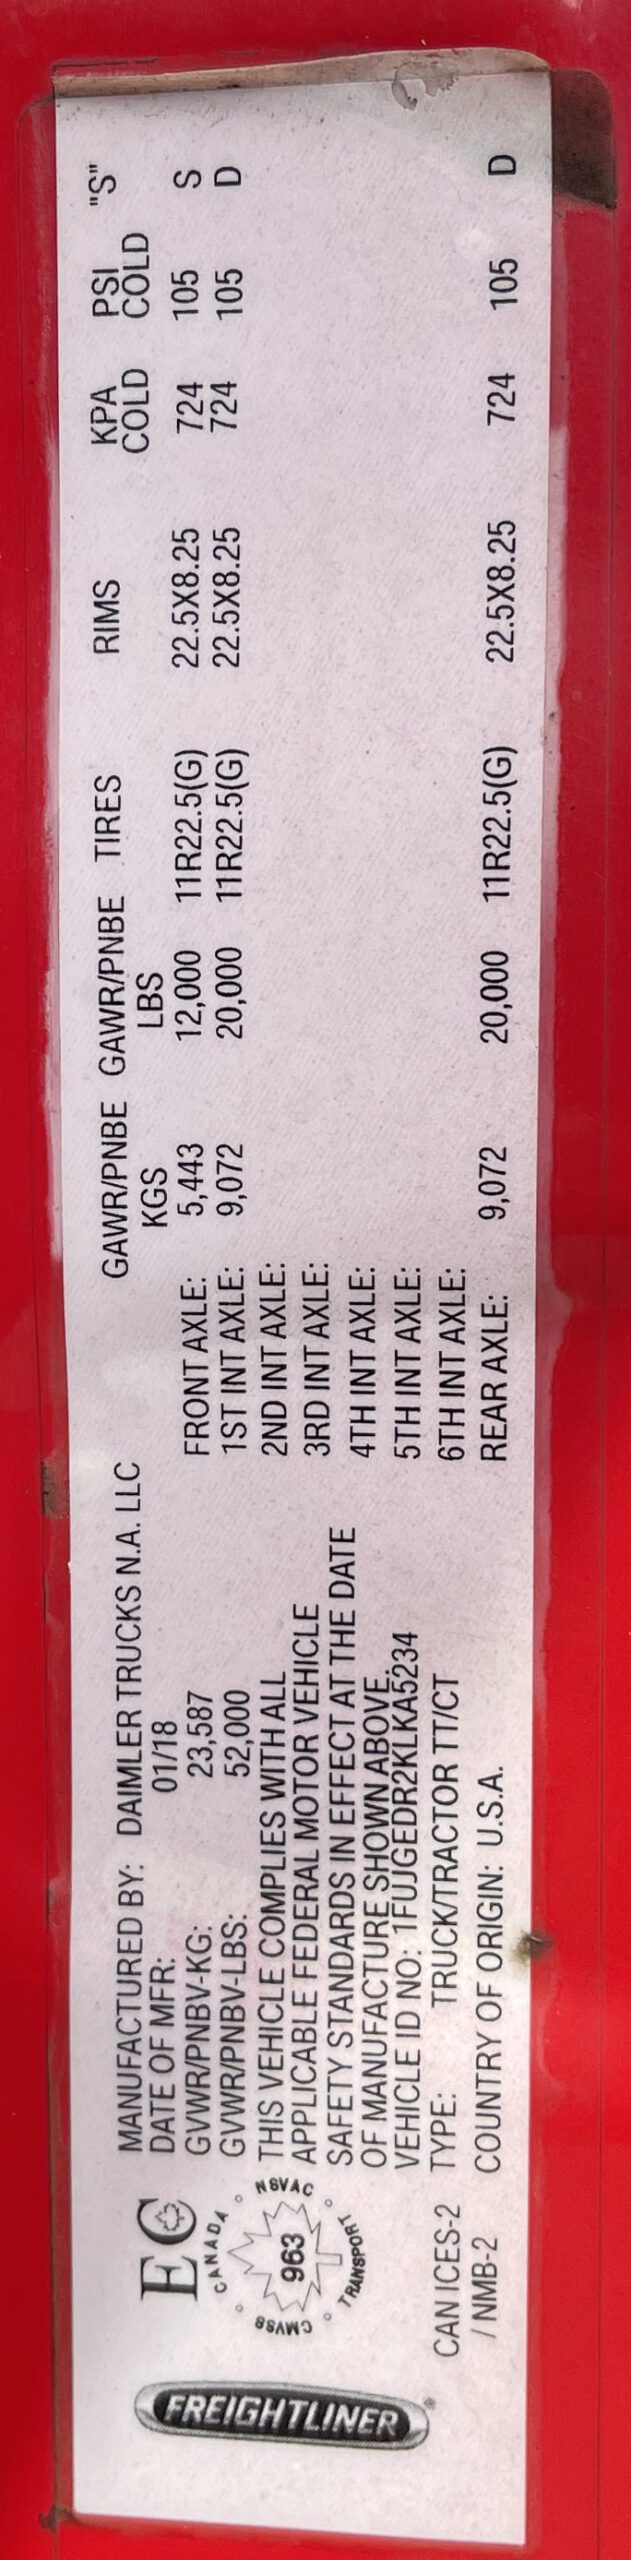 FREIGHTLINER®
EC
CANADA
NSVAC
TRANSPORT
CMVSS
963
CAN ICES-2
/ NMB-2
MANUFACTURED BY: DAIMLER TRUCKS N.A. LLC
DATE OF MFR: 01/18
GVWR/PNBV-KG: 23,587
GVWR/PNBV-LBS: 52,000
THIS VEHICLE COMPLIES WITH ALL
APPLICABLE FEDERAL MOTOR VEHICLE
SAFETY STANDARDS IN EFFECT AT THE DATE
OF MANUFACTURE SHOWN ABOVE.
VEHICLE ID NO: 1FUJGEDR2KLKA5234
TYPE: TRUCK/TRACTOR TT/CT
COUNTRY OF ORIGIN: U.S.A.
GAWR/PNBE GAWR/PNBE TIRES RIMS KPA PSI "S"
KGS LBS COLD COLD
FRONT AXLE: 5,443 12,000 11R22.5(G) 22.5X8.25 724 105 S
1ST INT AXLE: 9,072 20,000 11R22.5(G) 22.5X8.25 724 105 D
2ND INT AXLE:
3RD INT AXLE:
4TH INT AXLE:
5TH INT AXLE:
6TH INT AXLE:
REAR AXLE: 9,072 20,000 11R22.5(G) 22.5X8.25 724 105 D